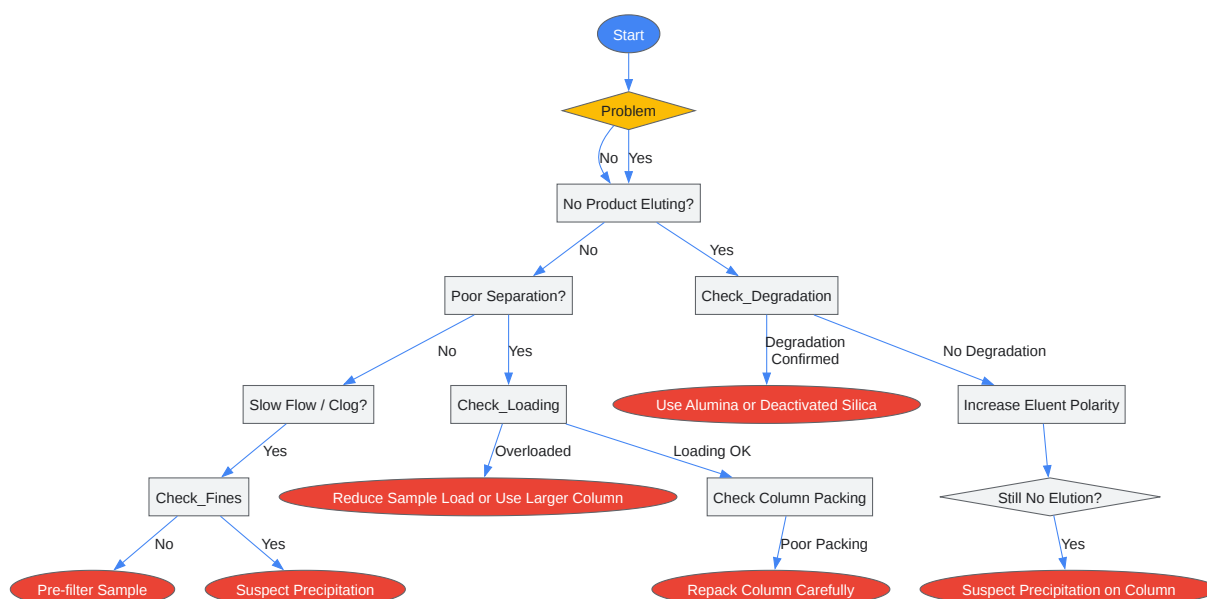 Start
Problem
No
Yes
No Product Eluting?
No
Yes
Poor Separation?
Check_Degradation
No
Yes
Degradation
Confirmed
No Degradation
Slow Flow / Clog?
Check_Loading
Use Alumina or Deactivated Silica
Increase Eluent Polarity
Yes
Overloaded
Loading OK
Check_Fines
Reduce Sample Load or Use Larger Column
Check Column Packing
Still No Elution?
No
Yes
Poor Packing
Yes
Pre-filter Sample
Suspect Precipitation
Repack Column Carefully
Suspect Precipitation on Column